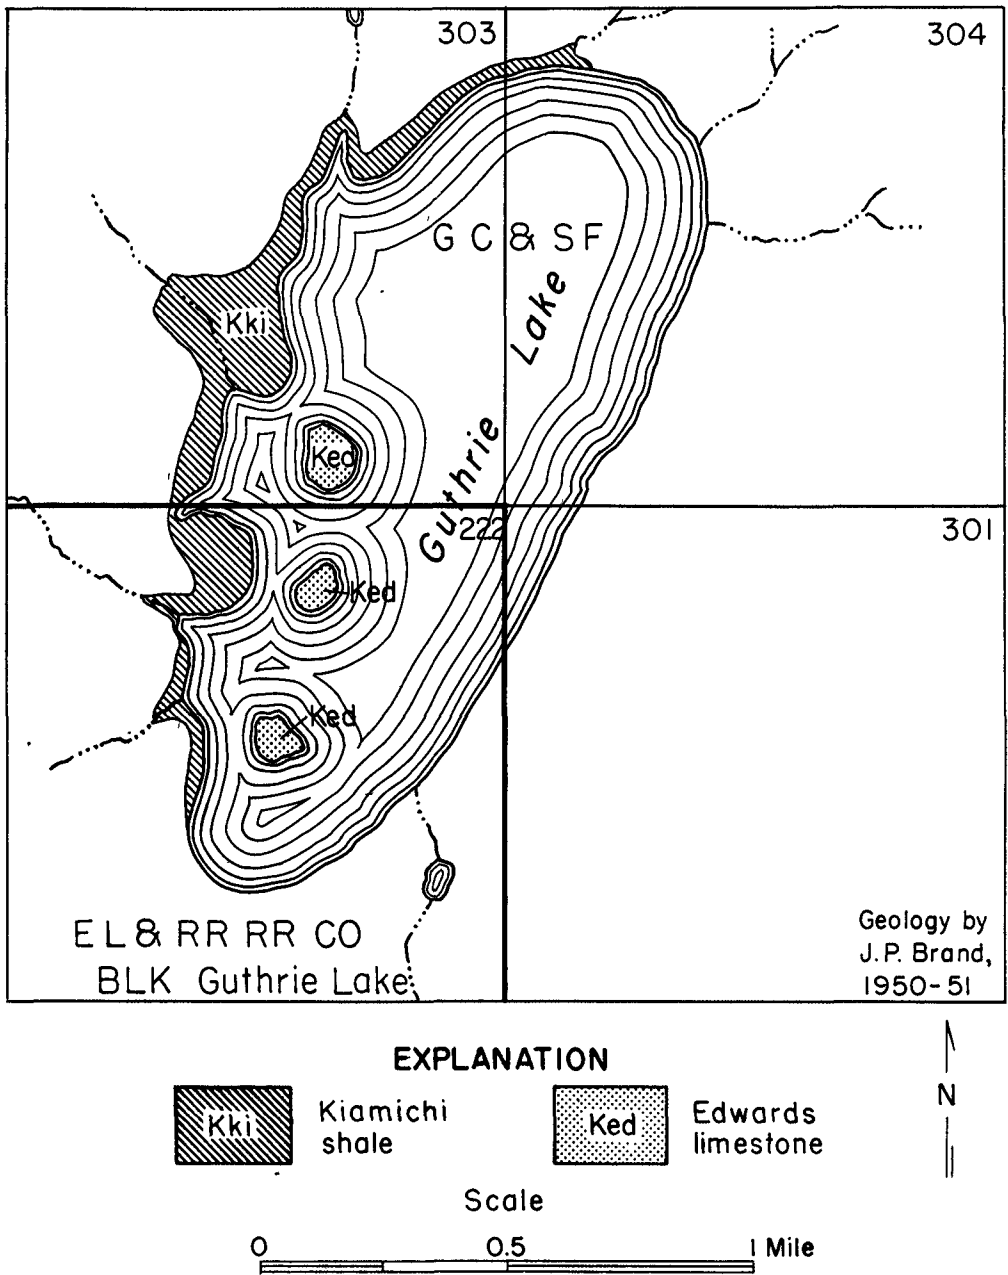 303
304
G C & S F
Kki
Guthrie Lake
Ked
222
301
Ked
Ked
E L & RR RR CO
BLK Guthrie Lake
Geology by
J.P. Brand,
1950-51
EXPLANATION
Kki
Kiamichi
shale
Ked
Edwards
limestone
N
Scale
0 0.5 1 Mile